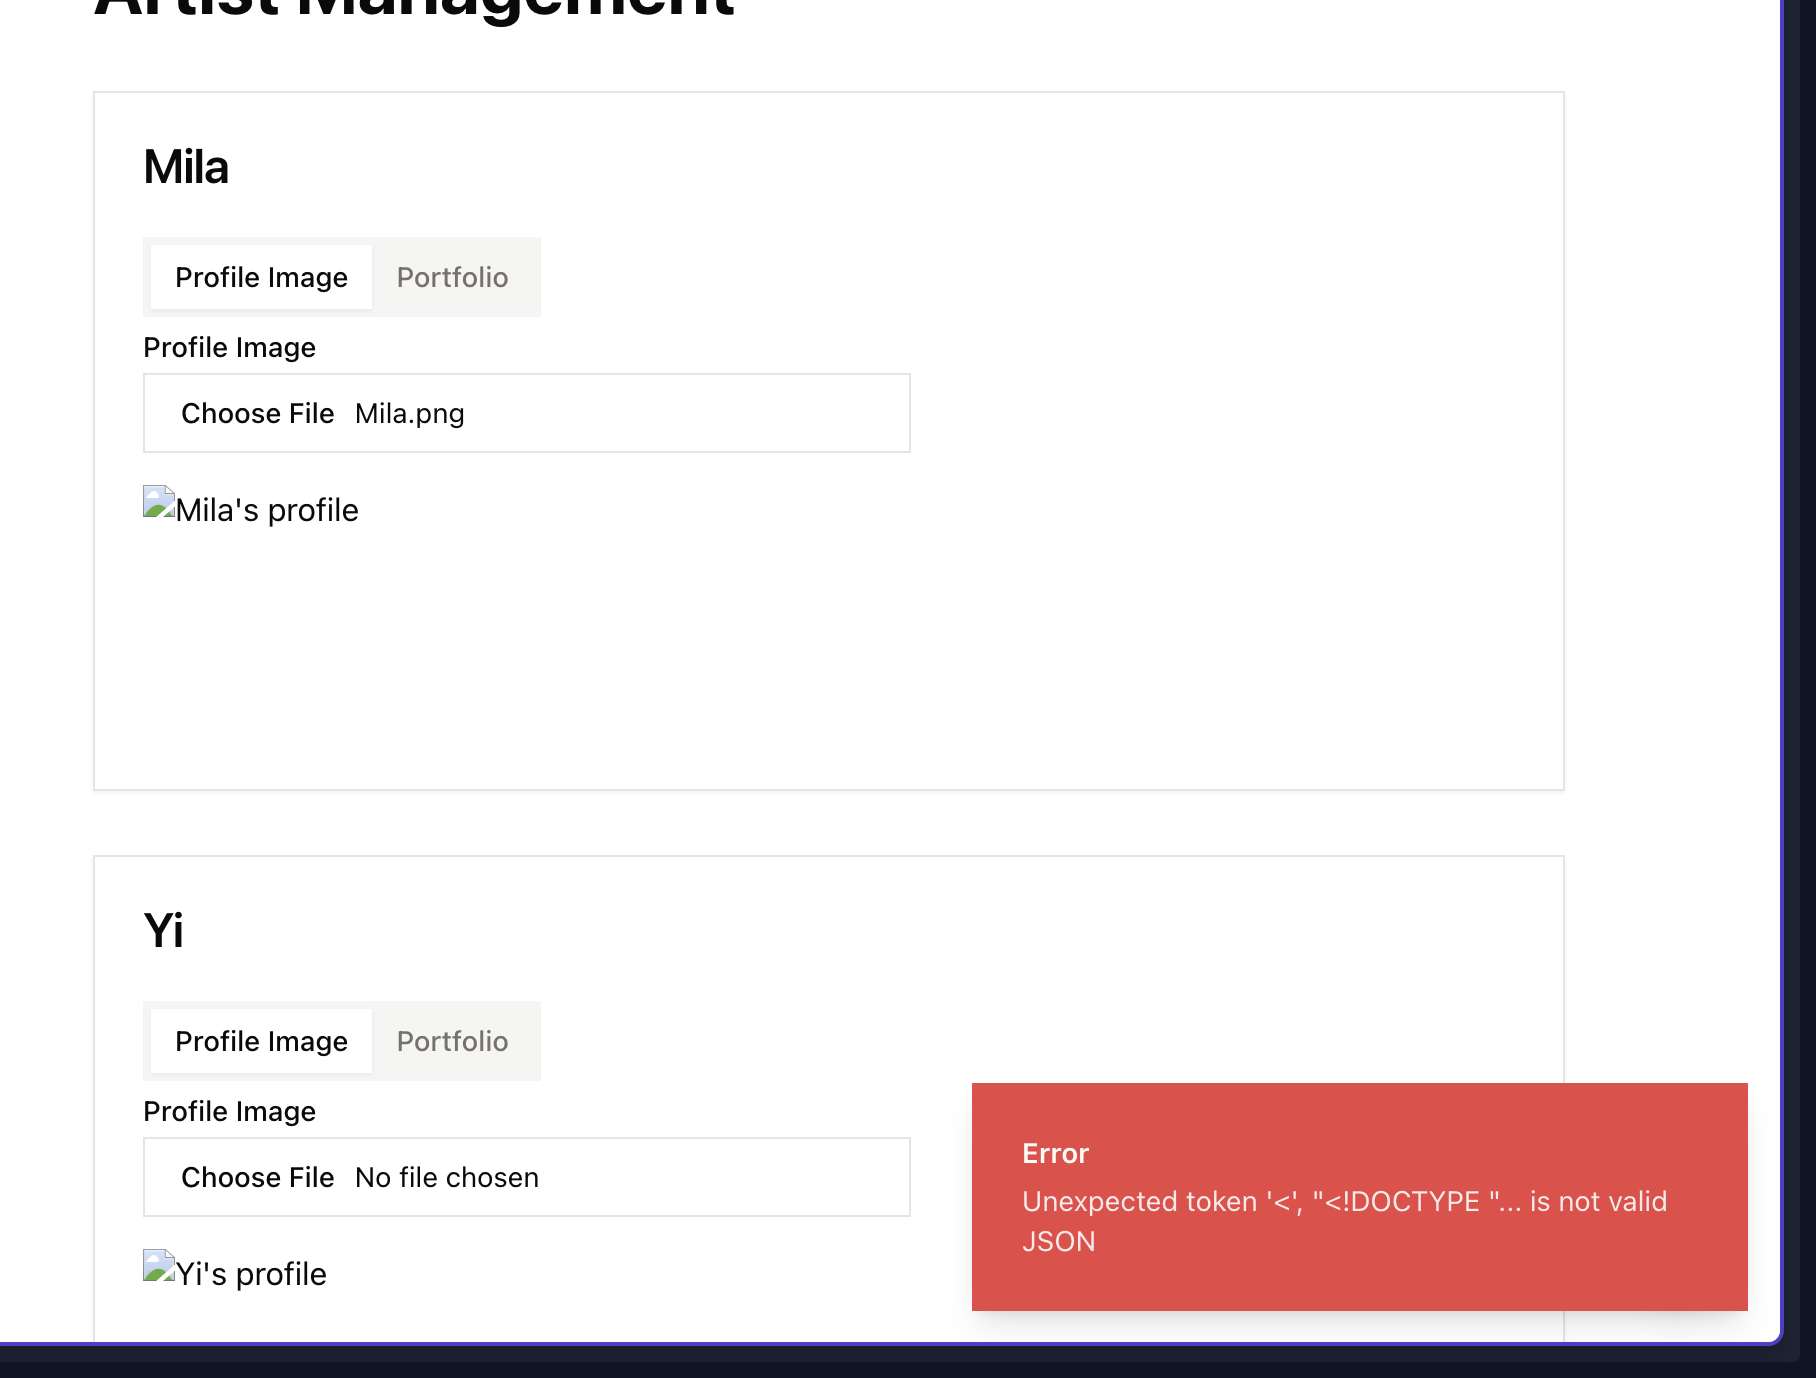 Artist Management
Mila
Profile Image
Portfolio
Profile Image
Choose File Mila.png
Mila's profile
Yi
Profile Image
Portfolio
Profile Image
Choose File No file chosen
Yi's profile
Error
Unexpected token '<', "<!DOCTYPE "... is not valid
JSON